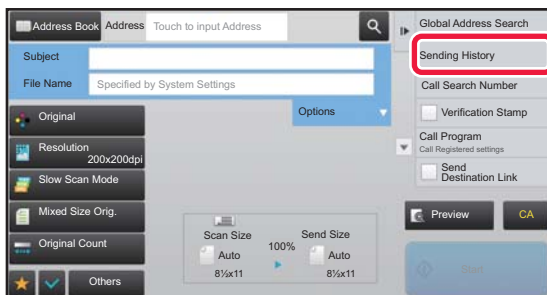 Address Book
Address
Touch to input Address
Subject
File Name
Specified by System Settings
Options
Original
Resolution
200x200dpi
Slow Scan Mode
Mixed Size Orig.
Original Count
Others
Scan Size
100%
Send Size
Auto
Auto
8½x11
8½x11
Global Address Search
Sending History
Call Search Number
Verification Stamp
Call Program
Call Registered settings
Send
Destination Link
Preview
CA
Start